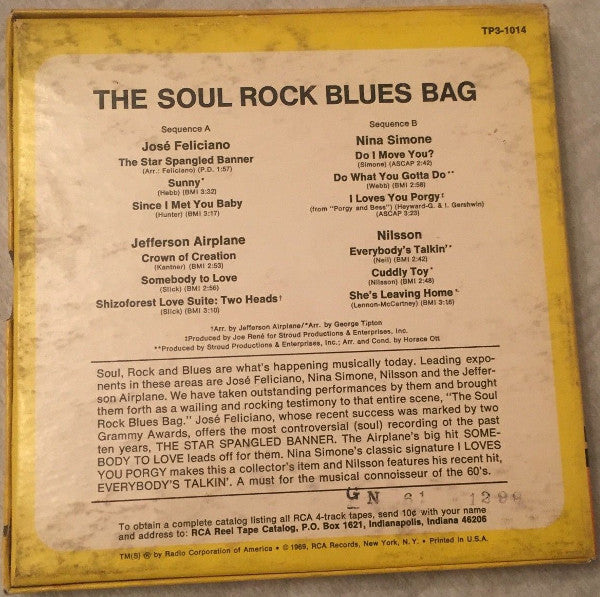 TP3-1014
THE SOUL ROCK BLUES BAG
Sequence A
José Feliciano
The Star Spangled Banner
(Arr.: Feliciano) (P.D. 1:57)
Sunny*
(Hebb) (BMI 3:32)
Since I Met You Baby
(Hunter) (BMI 3:17)
Jefferson Airplane
Crown of Creation
(Kantner) (BMI 2:53)
Somebody to Love
(Slick) (BMI 2:56)
Shizoforest Love Suite: Two Heads†
(Slick) (BMI 3:10)
Sequence B
Nina Simone
Do I Move You?
(Simone) (ASCAP 2:42)
Do What You Gotta Do**
(Webb) (BMI 2:58)
I Loves You Porgy‡
(from "Porgy and Bess") (Heyward-G. & I. Gershwin)
(ASCAP 3:23)
Nilsson
Everybody's Talkin'*
(Neil) (BMI 2:42)
Cuddly Toy*
(Nilsson) (BMI 2:48)
She's Leaving Home*
(Lennon-McCartney) (BMI 3:15)
†Arr. by Jefferson Airplane/*Arr. by George Tipton
‡Produced by Joe René for Stroud Productions & Enterprises, Inc.
**Produced by Stroud Productions & Enterprises, Inc.; Arr. and Cond. by Horace Ott
Soul, Rock and Blues are what's happening musically today. Leading expo-
nents in these areas are José Feliciano, Nina Simone, Nilsson and the Jeffer-
son Airplane. We have taken outstanding performances by them and brought
them forth as a wailing and rocking testimony to that entire scene, "The Soul
Rock Blues Bag." José Feliciano, whose recent success was marked by two
Grammy Awards, offers the most controversial (soul) recording of the past
ten years, THE STAR SPANGLED BANNER. The Airplane's big hit SOME-
BODY TO LOVE leads off for them. Nina Simone's classic signature I LOVES
YOU PORGY makes this a collector's item and Nilsson features his recent hit,
EVERYBODY'S TALKIN'. A must for the musical connoisseur of the 60's.
GN 61 1298
To obtain a complete catalog listing all RCA 4-track tapes, send 10¢ with your name
and address to: RCA Reel Tape Catalog, P.O. Box 1621, Indianapolis, Indiana 46206
TM(S) ® by Radio Corporation of America • © 1969, RCA Records, New York, N.Y. • Printed in U.S.A.